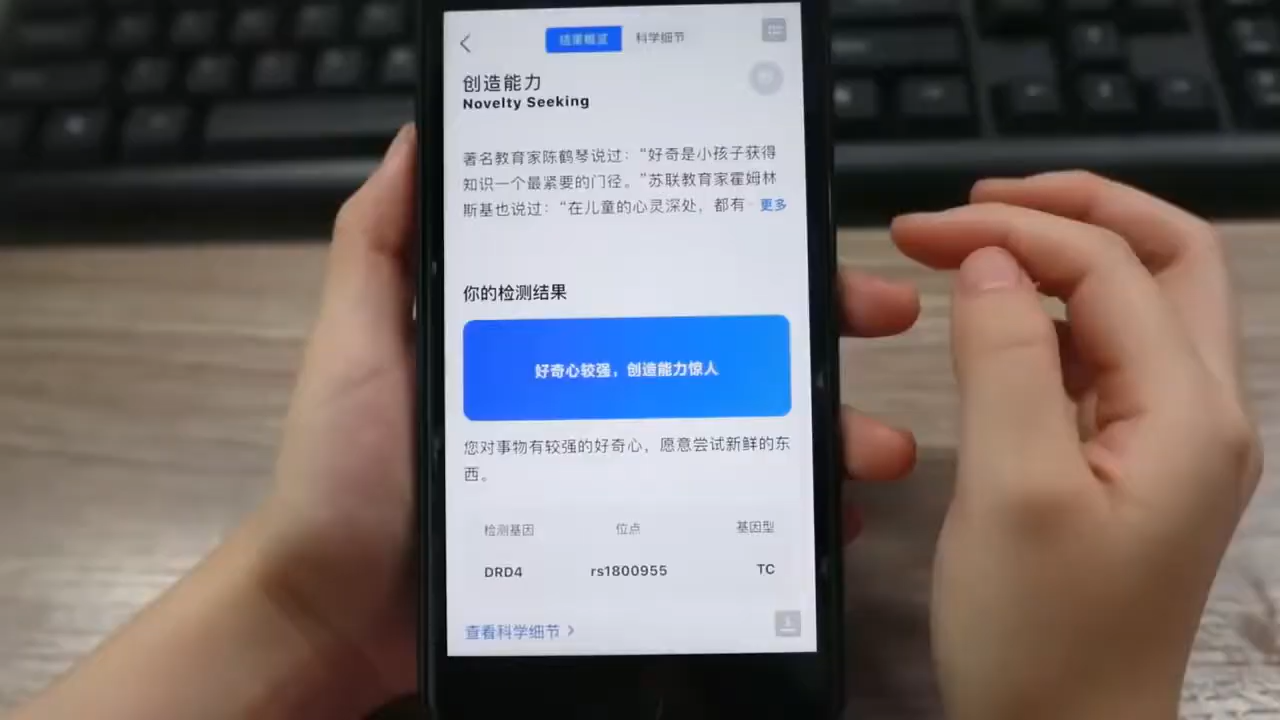 结果概览
科学细节
创造能力
Novelty Seeking
著名教育家陈鹤琴说过：“好奇是小孩子获得
知识一个最紧要的门径。”苏联教育家霍姆林
斯基也说过：“在儿童的心灵深处，都有 更多
你的检测结果
好奇心较强，创造能力惊人
您对事物有较强的好奇心，愿意尝试新鲜的东
西。
检测基因 位点 基因型
DRD4 rs1800955 TC
查看科学细节 >